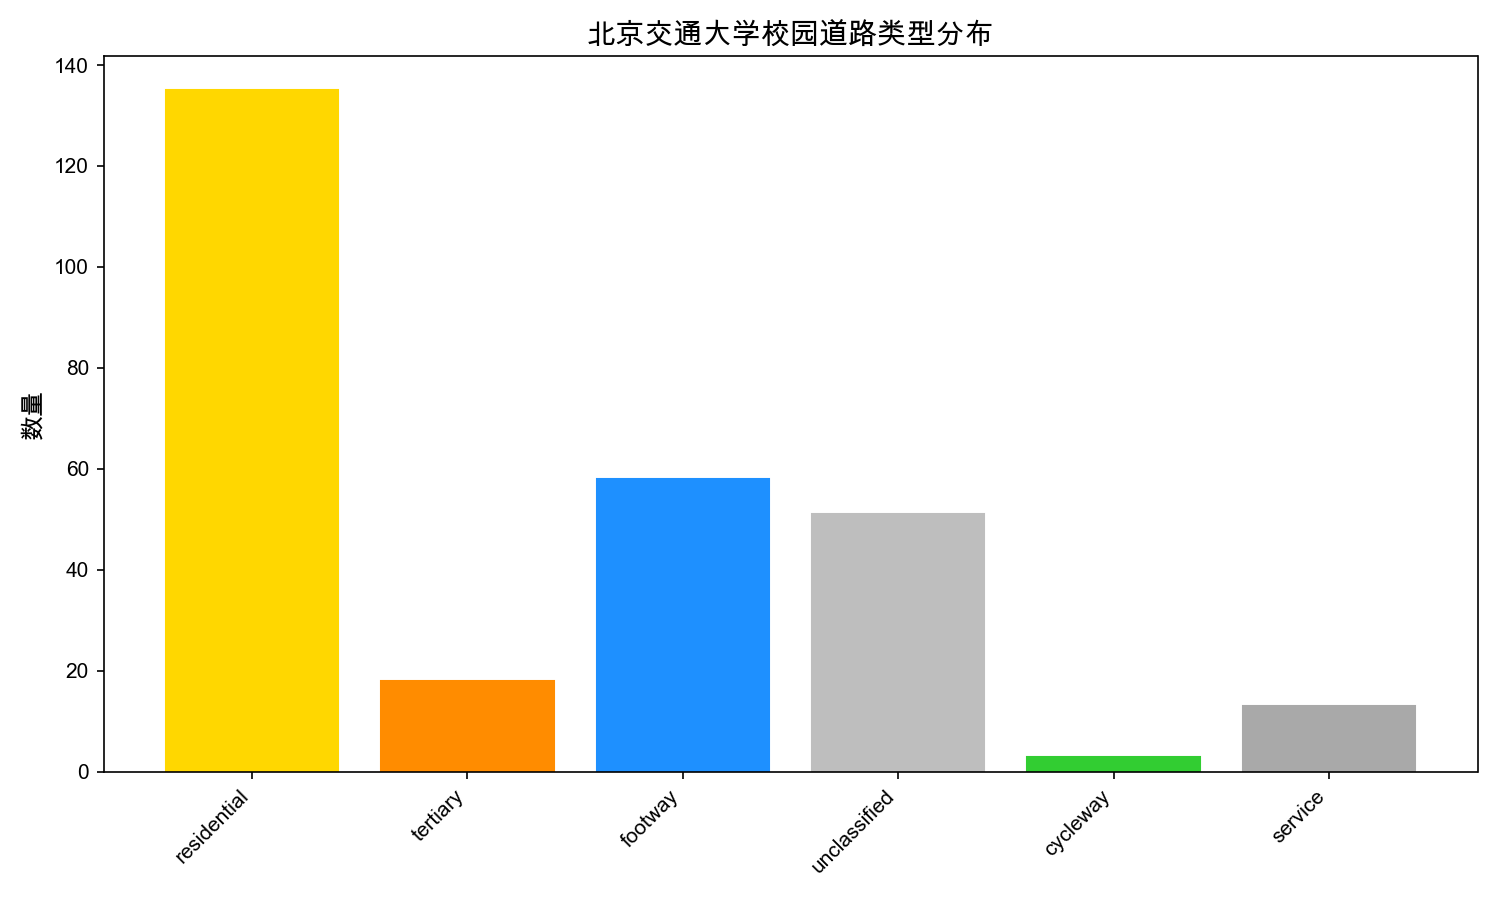 北京交通大学校园道路类型分布
140
120
100
80
60
40
20
0
数量
residential
tertiary
footway
unclassified
cycleway
service